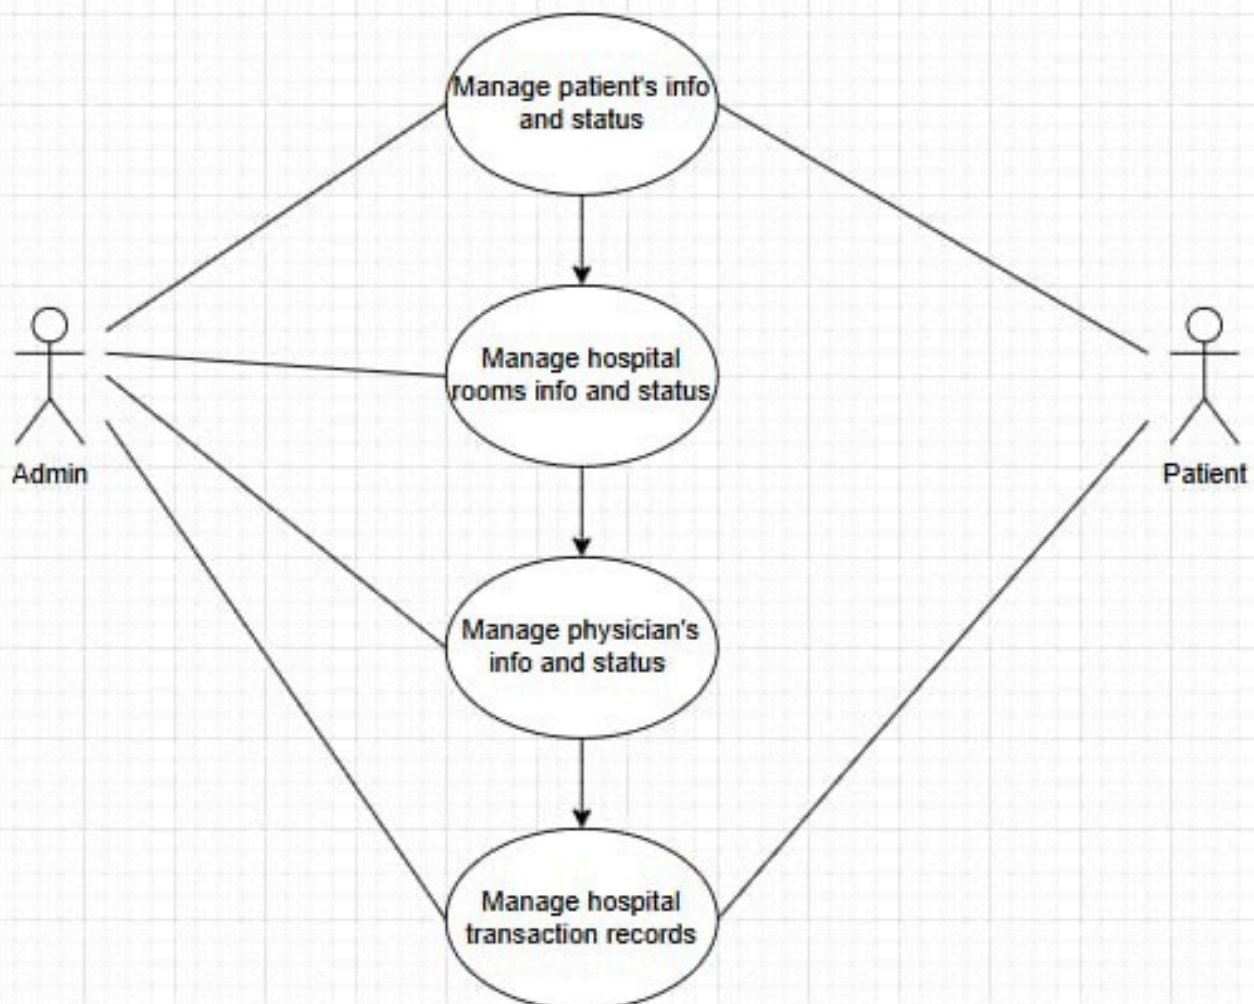 Manage patient's info
and status
Manage hospital
rooms info and status
Admin
Patient
Manage physician's
info and status
Manage hospital
transaction records